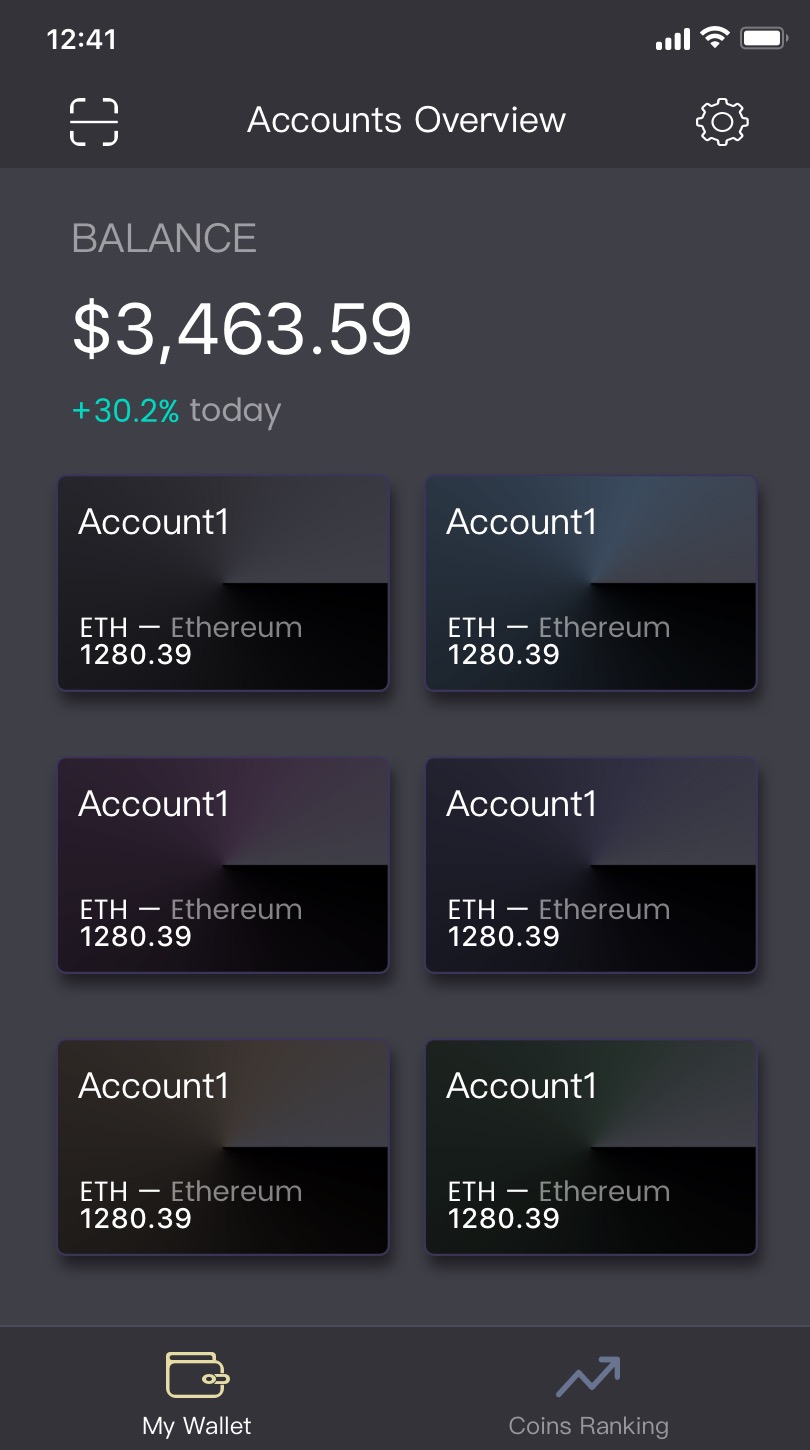 12:41
Accounts Overview
BALANCE
$3,463.59
+30.2% today
Account1
ETH — Ethereum
1280.39
Account1
ETH — Ethereum
1280.39
Account1
ETH — Ethereum
1280.39
Account1
ETH — Ethereum
1280.39
Account1
ETH — Ethereum
1280.39
Account1
ETH — Ethereum
1280.39
My Wallet
Coins Ranking